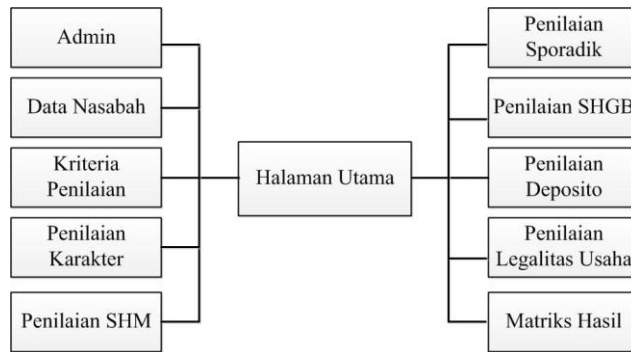 Admin
Data Nasabah
Kriteria
Penilaian
Penilaian
Karakter
Penilaian SHM
Halaman Utama
Penilaian
Sporadik
Penilaian SHGB
Penilaian
Deposito
Penilaian
Legalitas Usaha
Matriks Hasil